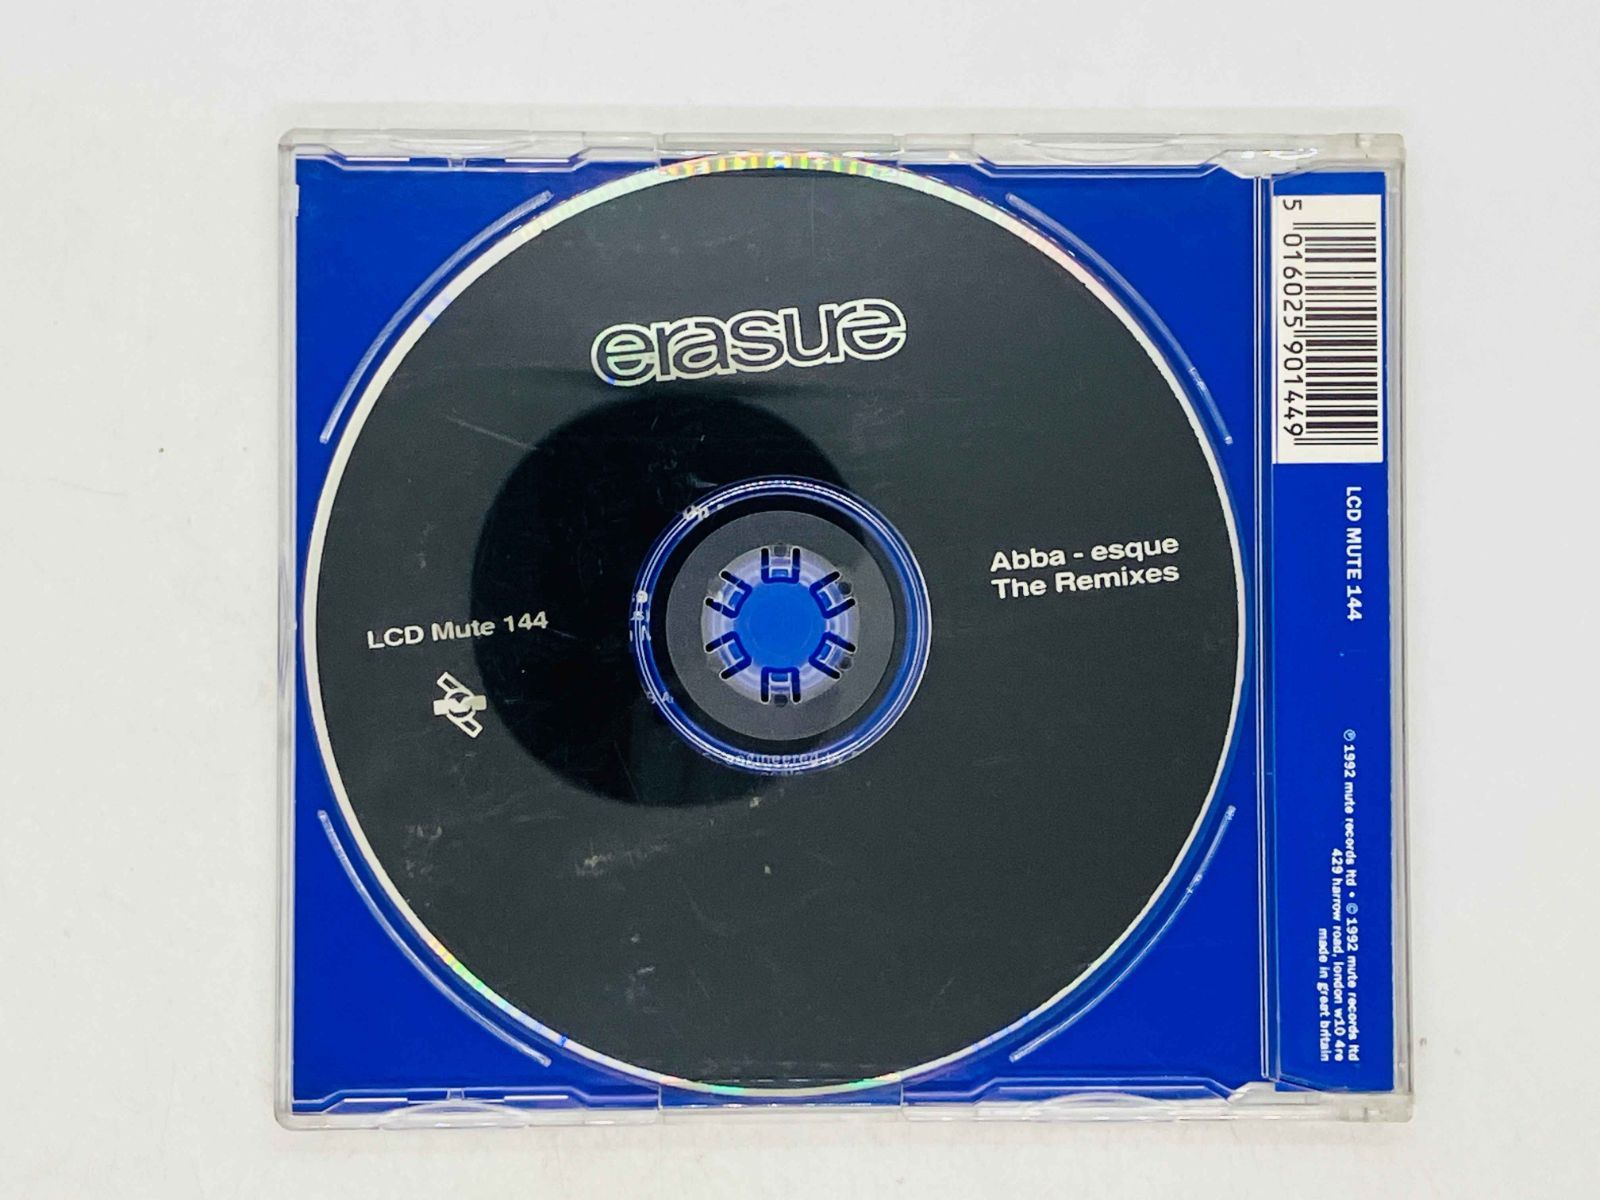 erasure
Abba - esque
The Remixes
LCD Mute 144
engineered
5 016025 901449
LCD MUTE 144
℗ 1992 mute records ltd • © 1992 mute records ltd
429 harrow road, london w10 4re
made in great britain